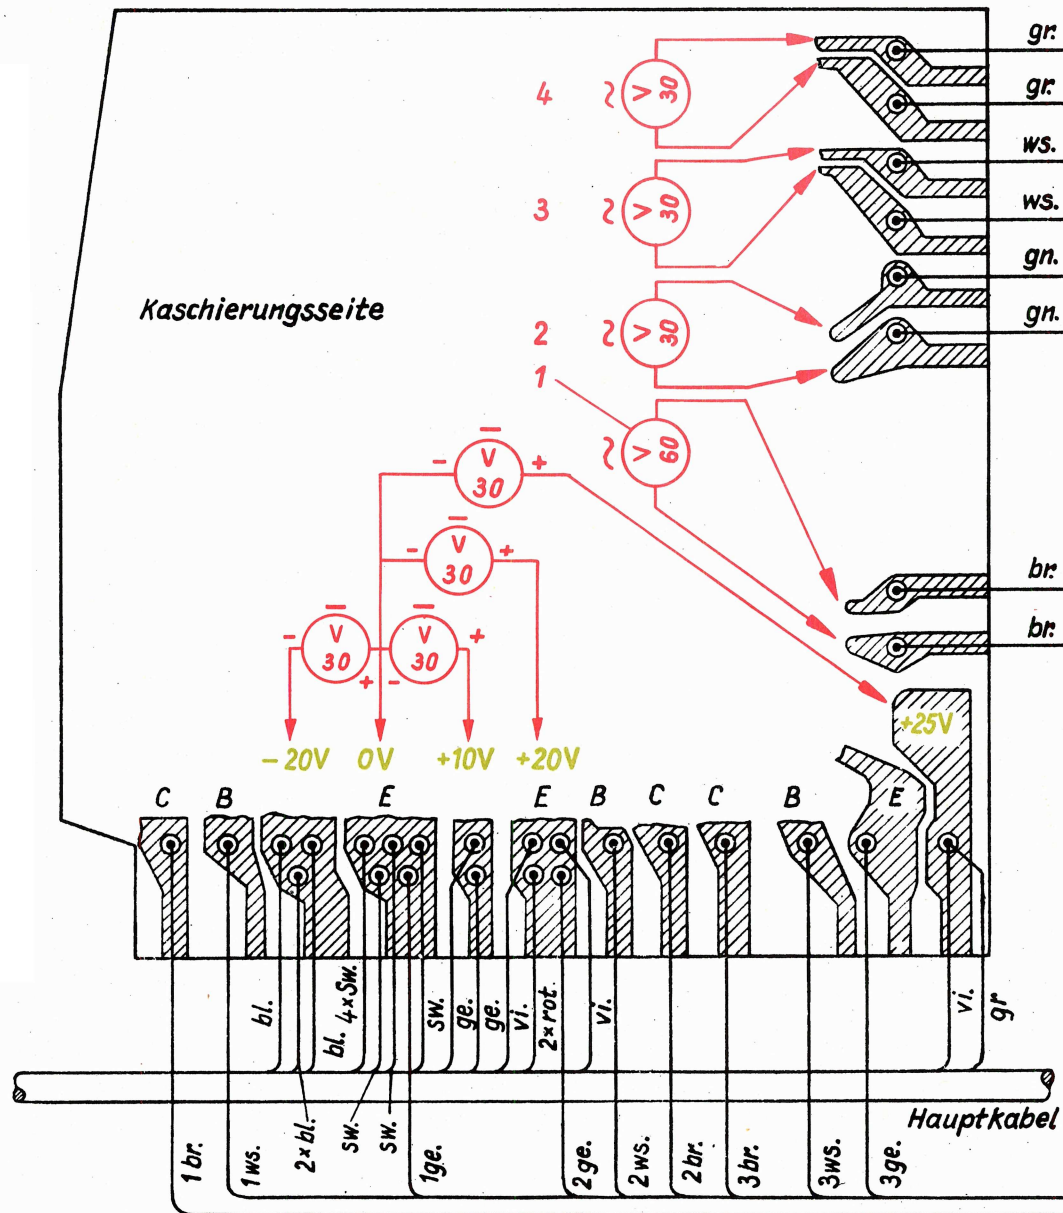 gr.
4 ~ V 30
gr.
ws.
3 ~ V 30
ws.
gn.
Kaschierungsseite
2 ~ V 30
gn.
1
~ V 60
- V 30 +
- V 30 +
br.
- V 30 +
- V 30 +
br.
+25V
-20V 0V +10V +20V
C B E E B C C B E
bl.
bl. 4×Sw.
sw.
ge.
ge.
vi.
2×rot.
vi.
vi.
gr
Hauptkabel
1 br.
1 ws.
2×bl.
sw.
sw.
1ge.
2ge.
2ws.
2br.
3br.
3ws.
3ge.